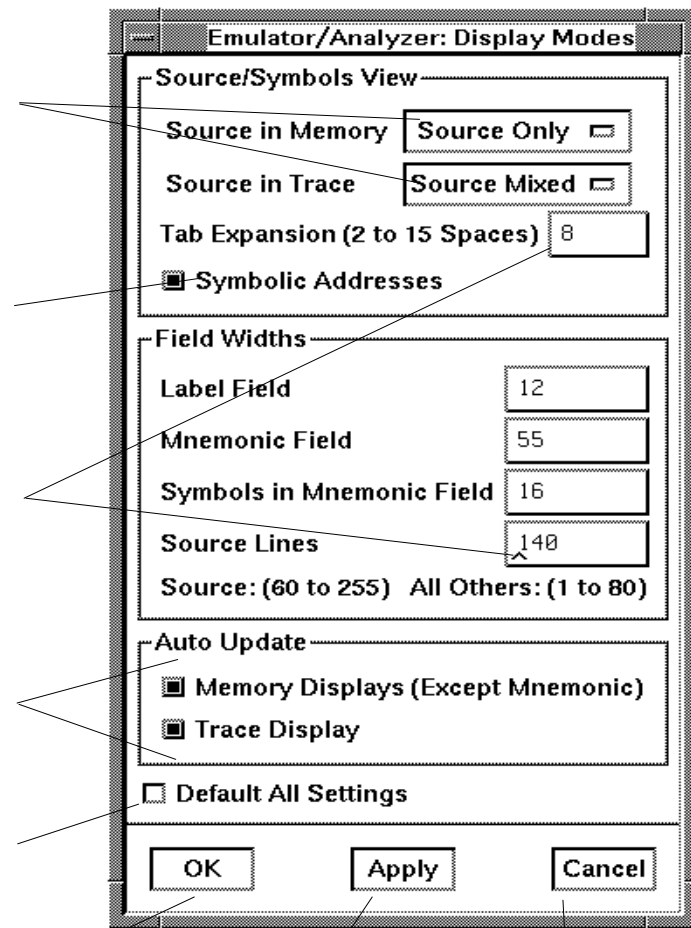 Emulator/Analyzer: Display Modes
Source/Symbols View
Source in Memory Source Only
Source in Trace Source Mixed
Tab Expansion (2 to 15 Spaces) 8
Symbolic Addresses
Field Widths
Label Field 12
Mnemonic Field 55
Symbols in Mnemonic Field 16
Source Lines 140
Source: (60 to 255) All Others: (1 to 80)
Auto Update
Memory Displays (Except Mnemonic)
Trace Display
Default All Settings
OK Apply Cancel